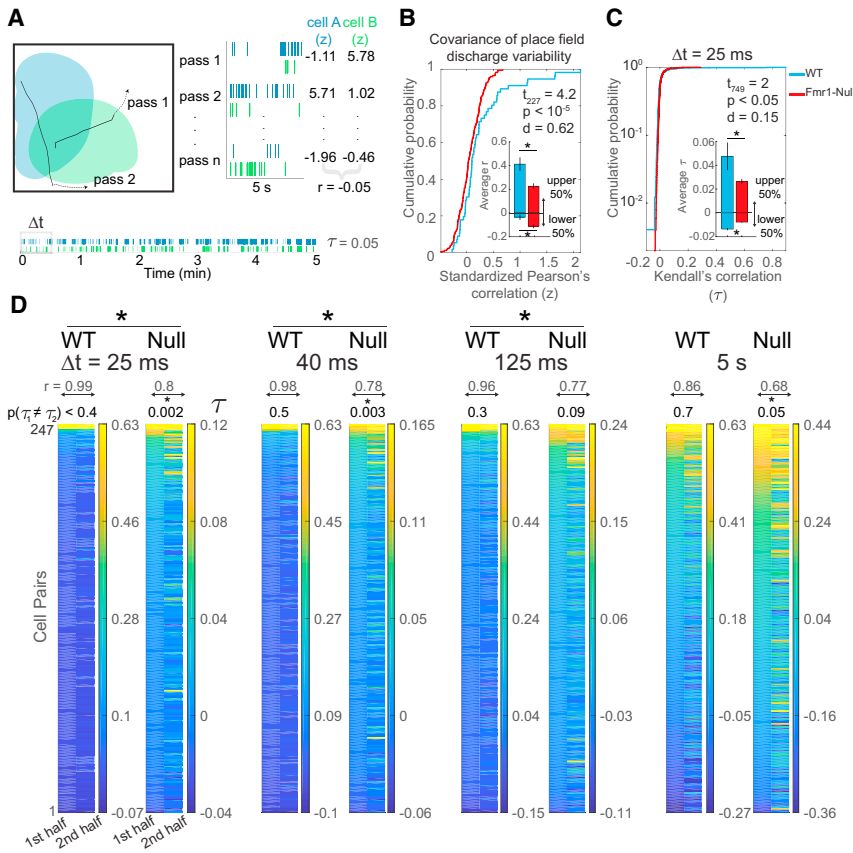 A
cell A cell B
(z) (z)
pass 1
-1.11 5.78
pass 2
5.71 1.02
pass n
-1.96 -0.46
5 s
r = -0.05
pass 1
pass 2
Δt
τ = 0.05
0 1 2 3 4 5
Time (min)
B
Covariance of place field
discharge variability
Cumulative probability
1
0.8
0.6
0.4
0.2
0
t227 = 4.2
p < 10-5
d = 0.62
Average r
0.6
0.4
0.2
0
-0.2
*
*
upper
50%
lower
50%
0 0.5 1 1.5 2
Standardized Pearson's
correlation (z)
C
Δt = 25 ms
WT
Fmr1-Nul
Cumulative probability
100
10-1
10-2
t749 = 2
p < 0.05
d = 0.15
Average τ
0.06
0.04
0.02
0
-0.02
*
*
upper
50%
lower
50%
-0.2 0 0.2 0.4 0.6 0.8
Kendall's correlation
(τ)
D
* * *
WT Null WT Null WT Null WT Null
Δt = 25 ms 40 ms 125 ms 5 s
r = 0.99 0.8 0.98 0.78 0.96 0.77 0.86 0.68
* * *
p(τ1 ≠ τ2) < 0.4 0.002 τ 0.5 0.003 0.3 0.09 0.7 0.05
247 0.63 0.12 0.63 0.165 0.63 0.24 0.63 0.44
0.46 0.08 0.45 0.11 0.44 0.15 0.41 0.24
Cell Pairs
0.28 0.04 0.27 0.05 0.24 0.06 0.18 0.04
0.1 0 0.09 0 0.04 -0.03 -0.05 -0.16
1 -0.07 -0.04 -0.1 -0.06 -0.15 -0.11 -0.27 -0.36
1st half 2nd half 1st half 2nd half